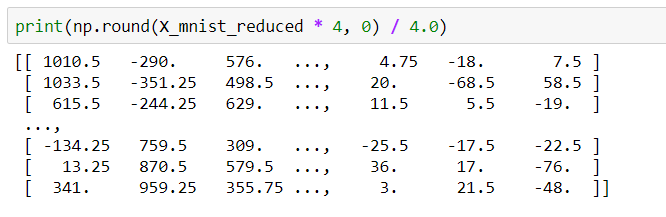 print(np.round(X_mnist_reduced * 4, 0) / 4.0)
[[ 1010.5   -290.     576.   ...,     4.75   -18.       7.5 ]
 [ 1033.5   -351.25   498.5  ...,    20.     -68.5     58.5 ]
 [  615.5   -244.25   629.   ...,    11.5      5.5    -19.  ]
 ...,
 [ -134.25   759.5    309.   ...,   -25.5    -17.5    -22.5 ]
 [   13.25   870.5    579.5  ...,    36.      17.     -76.  ]
 [  341.     959.25   355.75 ...,     3.      21.5    -48.  ]]